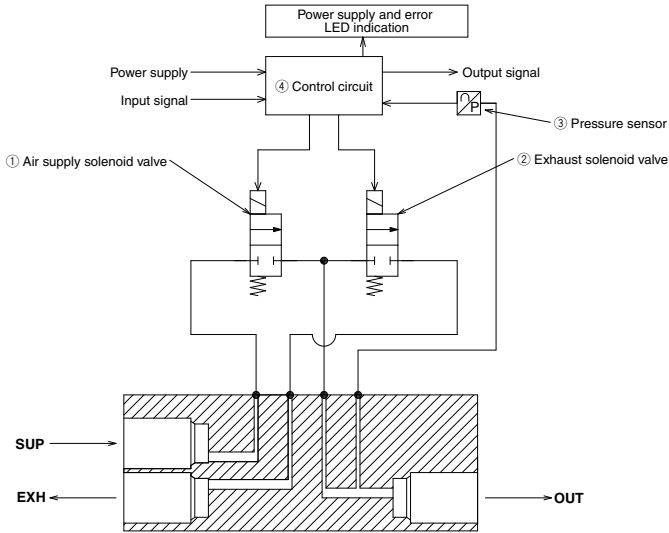 Power supply and error
LED indication
Power supply
④ Control circuit
Output signal
Input signal
P
③ Pressure sensor
① Air supply solenoid valve
② Exhaust solenoid valve
SUP
EXH
OUT